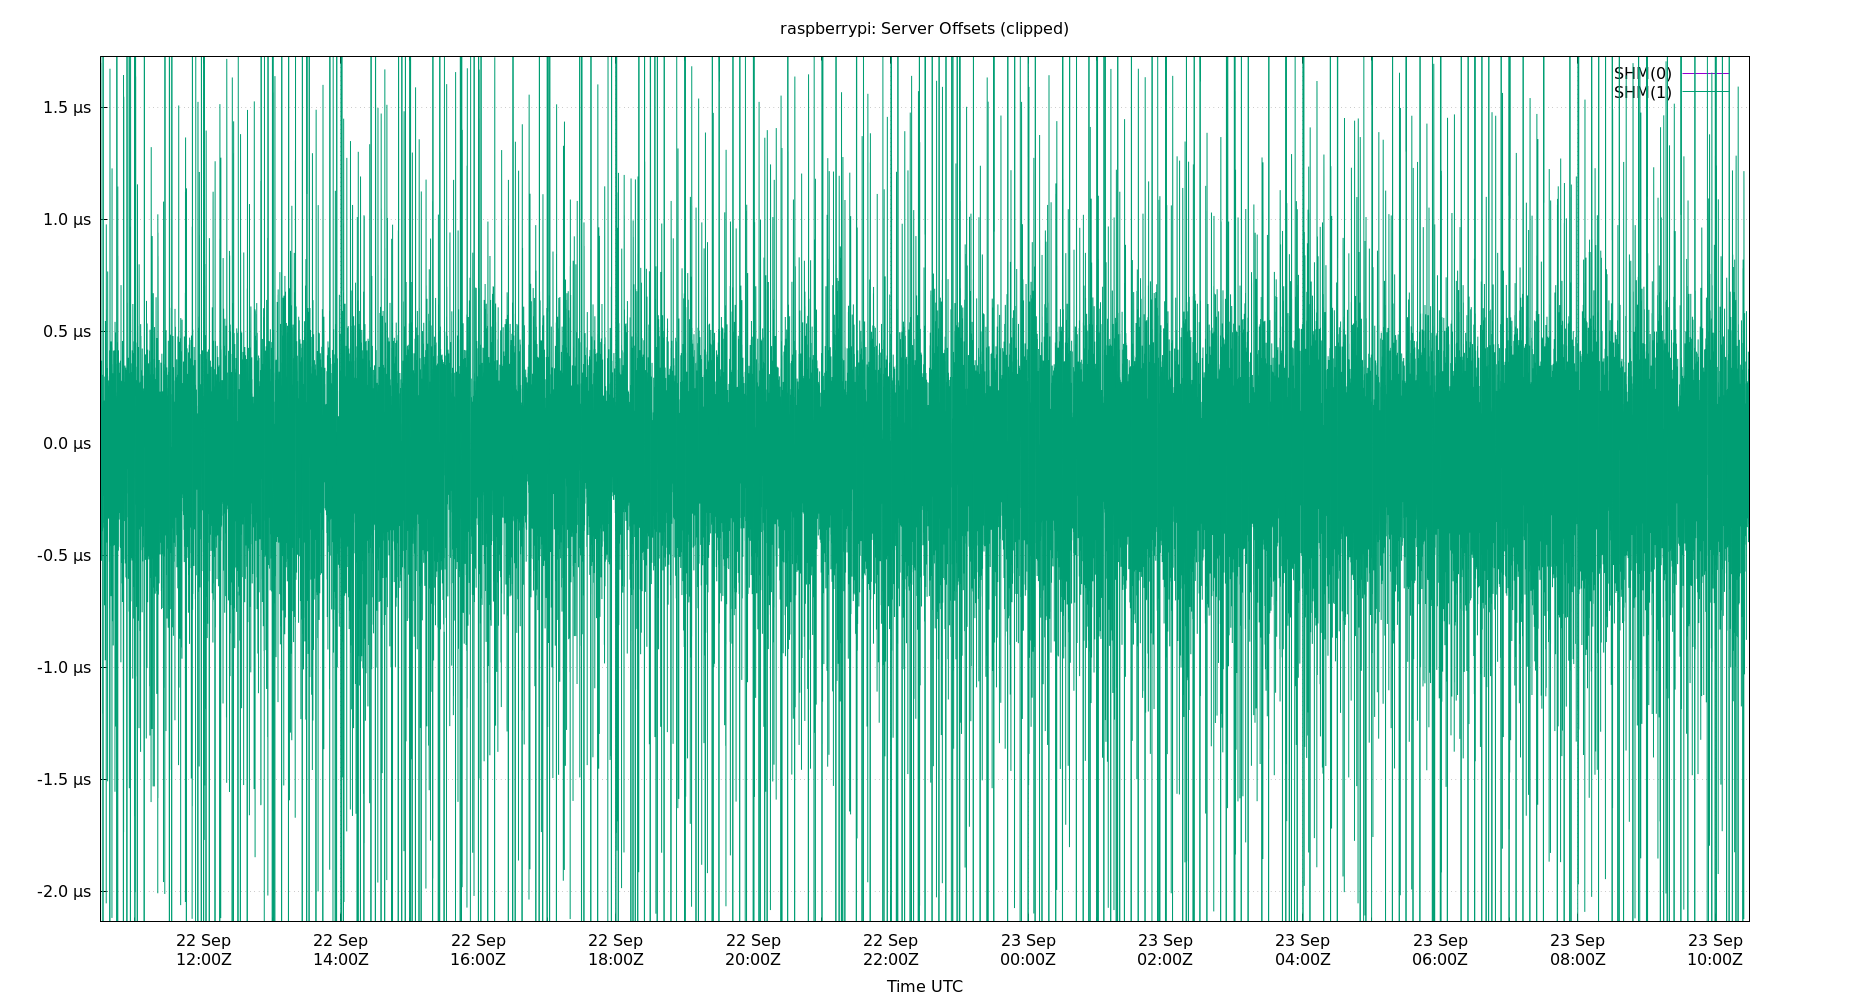 raspberrypi: Server Offsets (clipped)
SHM(0)
SHM(1)
1.5 µs
1.0 µs
0.5 µs
0.0 µs
-0.5 µs
-1.0 µs
-1.5 µs
-2.0 µs
22 Sep 22 Sep 22 Sep 22 Sep 22 Sep 22 Sep 23 Sep 23 Sep 23 Sep 23 Sep 23 Sep 23 Sep
12:00Z 14:00Z 16:00Z 18:00Z 20:00Z 22:00Z 00:00Z 02:00Z 04:00Z 06:00Z 08:00Z 10:00Z
Time UTC